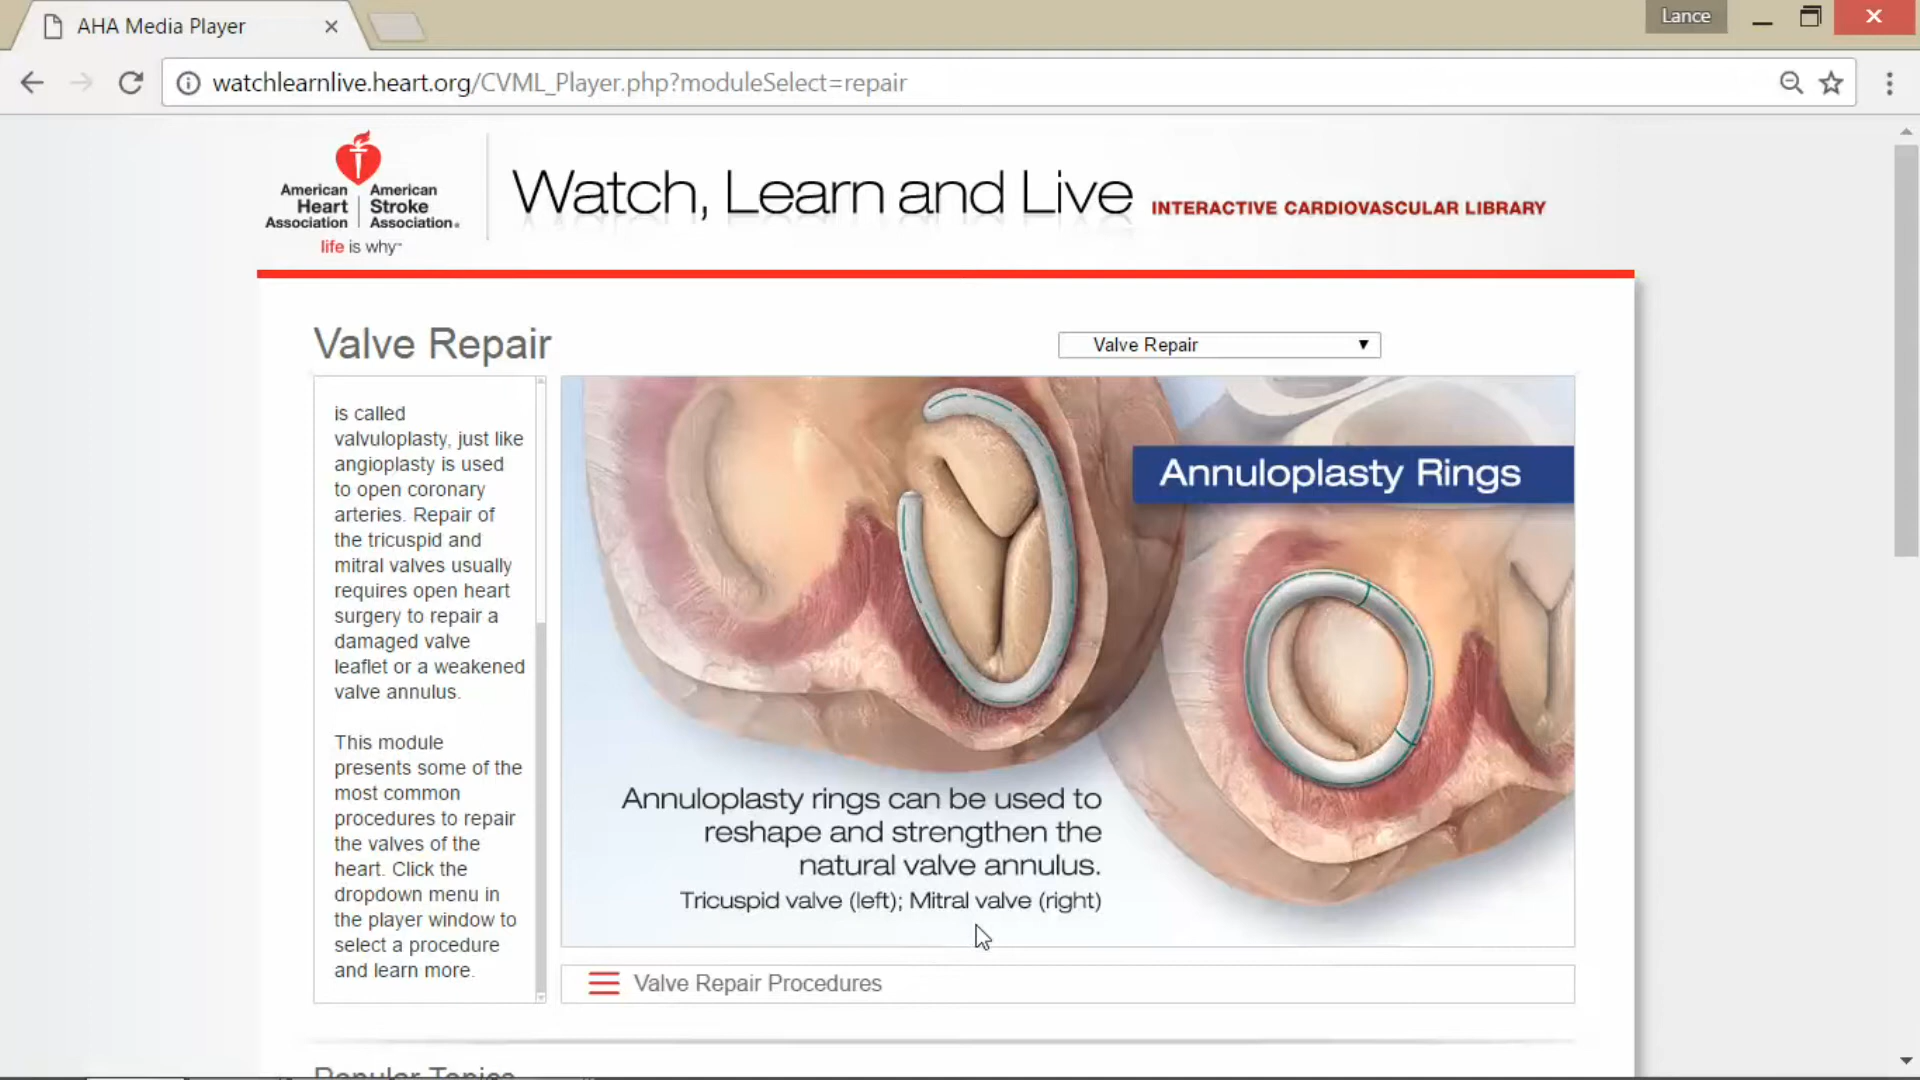 AHA Media Player
Lance
watchlearnlive.heart.org/CVML_Player.php?moduleSelect=repair
American Heart Association
American Stroke Association®
life is why™
Watch, Learn and Live INTERACTIVE CARDIOVASCULAR LIBRARY
Valve Repair
Valve Repair
is called
valvuloplasty, just like
angioplasty is used
to open coronary
arteries. Repair of
the tricuspid and
mitral valves usually
requires open heart
surgery to repair a
damaged valve
leaflet or a weakened
valve annulus.
This module
presents some of the
most common
procedures to repair
the valves of the
heart. Click the
dropdown menu in
the player window to
select a procedure
and learn more.
Annuloplasty Rings
Annuloplasty rings can be used to
reshape and strengthen the
natural valve annulus.
Tricuspid valve (left); Mitral valve (right)
Valve Repair Procedures
Popular Topics